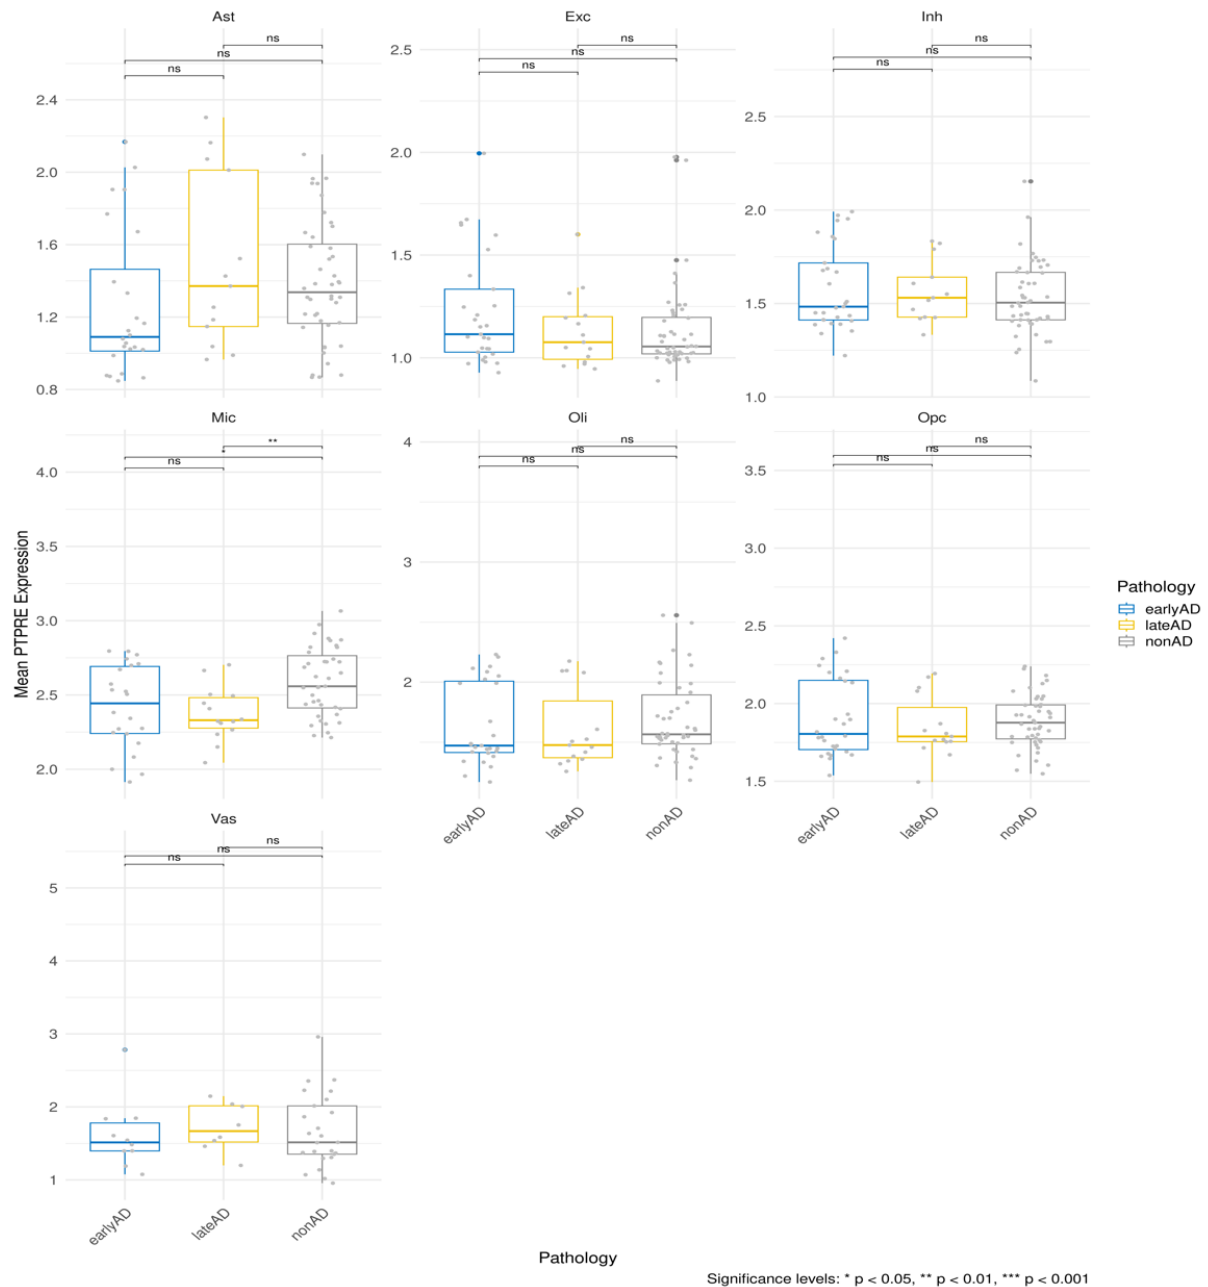 Ast
Exc
Inh
ns
ns
ns
ns
ns
ns
ns
ns
ns
2.4
2.0
1.6
1.2
0.8
2.5
2.0
1.5
1.0
2.5
2.0
1.5
1.0
Mic
Oli
Opc
**
*
ns
ns
ns
ns
ns
ns
ns
4.0
3.5
3.0
2.5
2.0
4
3
2
3.5
3.0
2.5
2.0
1.5
earlyAD
lateAD
nonAD
earlyAD
lateAD
nonAD
Vas
ns
ns
ns
5
4
3
2
1
earlyAD
lateAD
nonAD
Mean PTPRE Expression
Pathology
Pathology
earlyAD
lateAD
nonAD
Significance levels: * p < 0.05, ** p < 0.01, *** p < 0.001